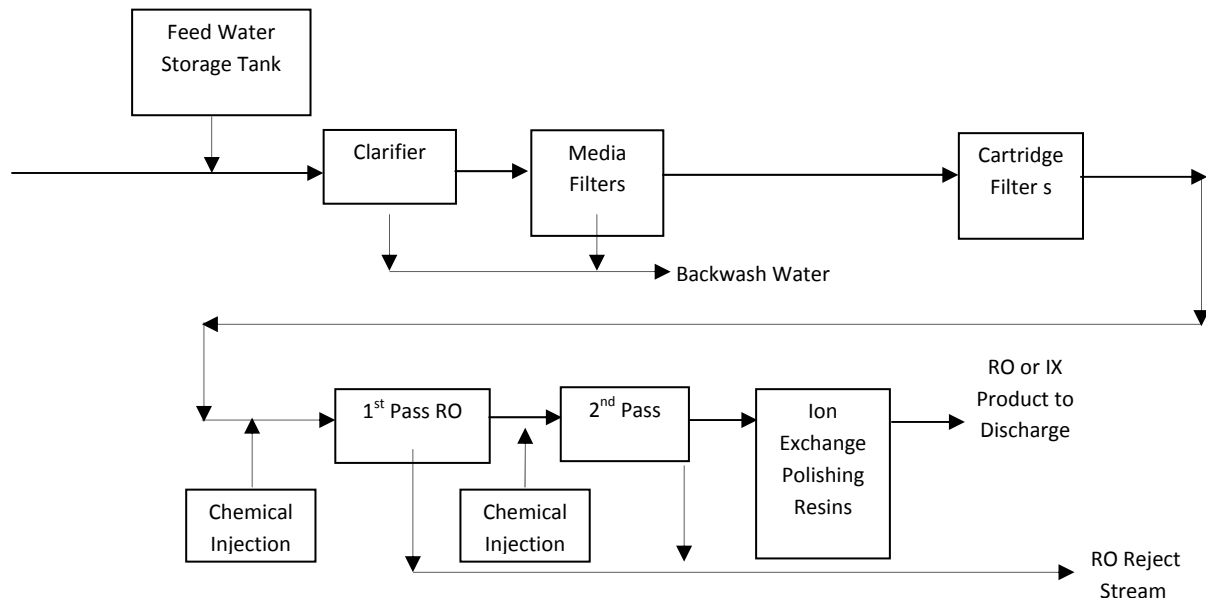 Feed Water
Storage Tank
Clarifier
Media
Filters
Cartridge
Filter s
Backwash Water
1st Pass RO
2nd Pass
Ion
Exchange
Polishing
Resins
RO or IX
Product to
Discharge
Chemical
Injection
Chemical
Injection
RO Reject
Stream